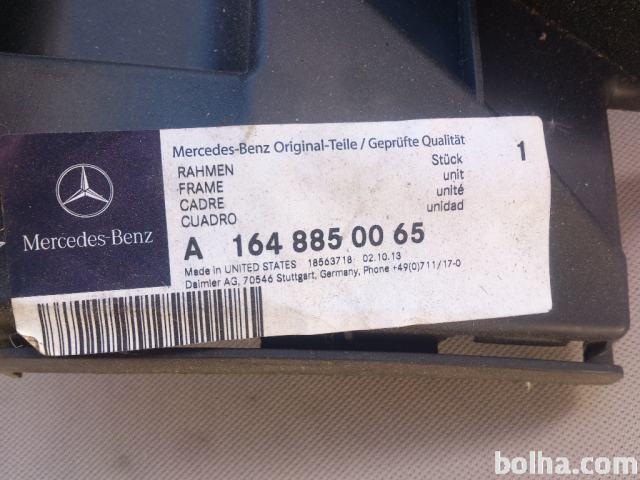 Mercedes-Benz Original-Teile / Geprüfte Qualität
RAHMEN Stück 1
FRAME unit
CADRE unité
CUADRO unidad
Mercedes-Benz
A 164 885 00 65
Made in UNITED STATES 18563718 02.10.13
Daimler AG, 70546 Stuttgart, Germany, Phone +49(0)711/17-0
bolha.com